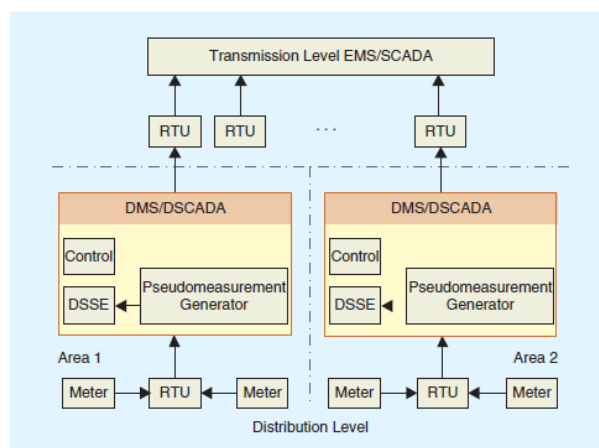 Transmission Level EMS/SCADA
RTU RTU ... RTU
DMS/DSCADA
Control
DSSE
Pseudomeasurement
Generator
Area 1
Meter RTU Meter
DMS/DSCADA
Control
DSSE
Pseudomeasurement
Generator
Area 2
Meter RTU Meter
Distribution Level